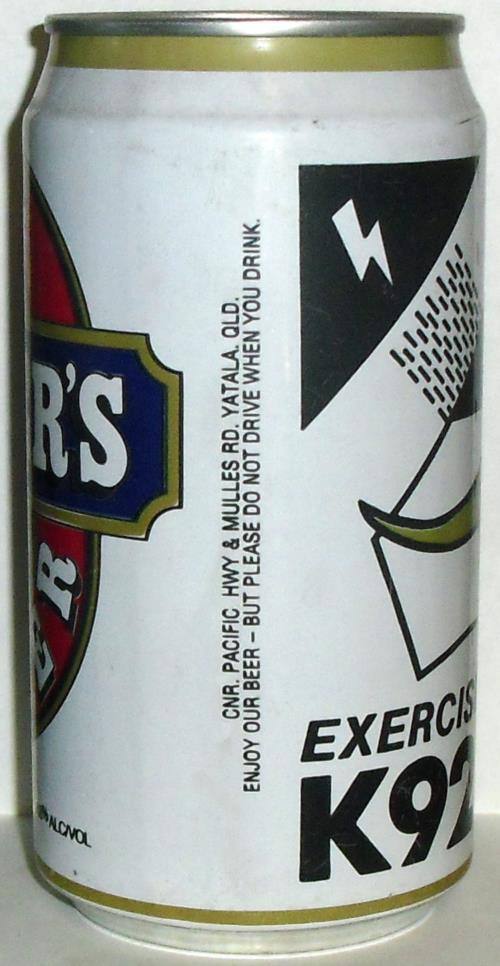 R'S
ER
% ALC/VOL
CNR. PACIFIC HWY & MULLES RD. YATALA. QLD.
ENJOY OUR BEER – BUT PLEASE DO NOT DRIVE WHEN YOU DRINK.
EXERCIS
K92